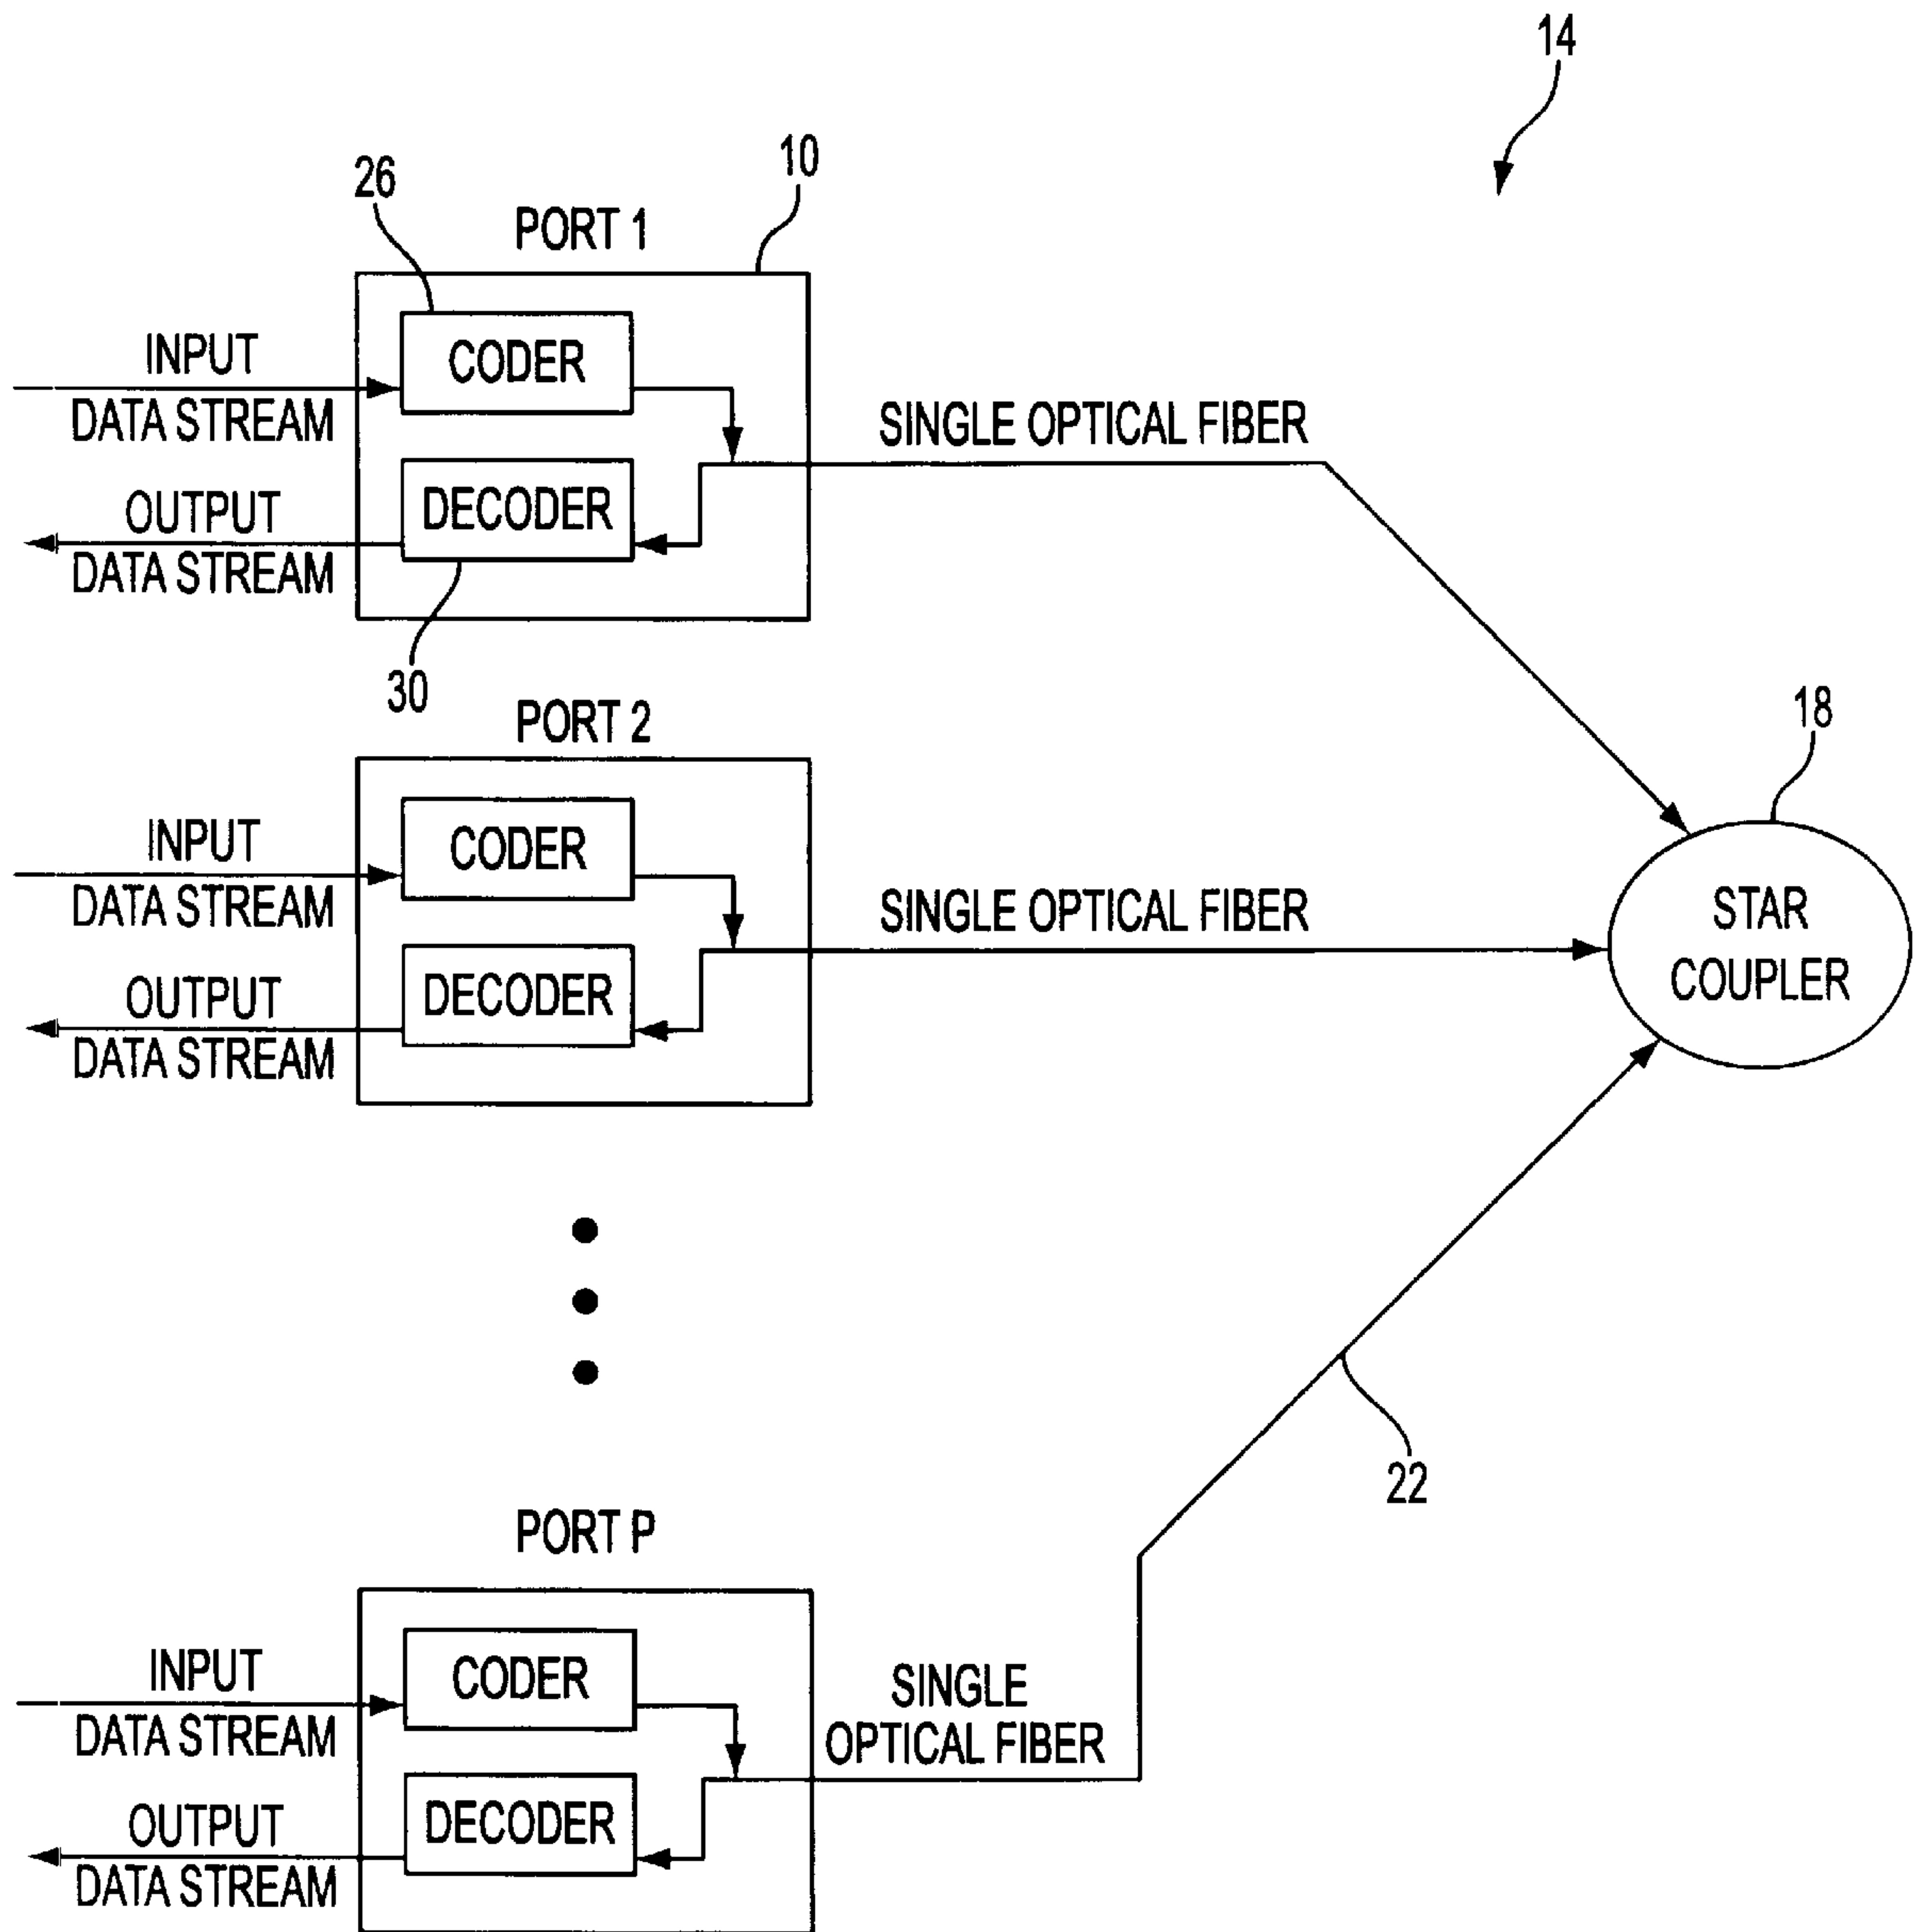 14
10
26
PORT 1
INPUT
DATA STREAM
CODER
SINGLE OPTICAL FIBER
OUTPUT
DATA STREAM
DECODER
30
PORT 2
18
INPUT
DATA STREAM
CODER
SINGLE OPTICAL FIBER
STAR
COUPLER
OUTPUT
DATA STREAM
DECODER
22
PORT P
INPUT
DATA STREAM
CODER
SINGLE
OPTICAL FIBER
OUTPUT
DATA STREAM
DECODER